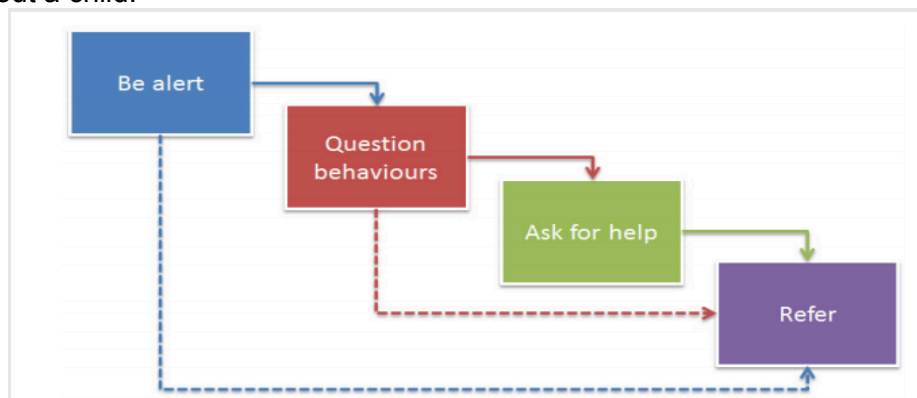 Be alert
Question
behaviours
Ask for help
Refer